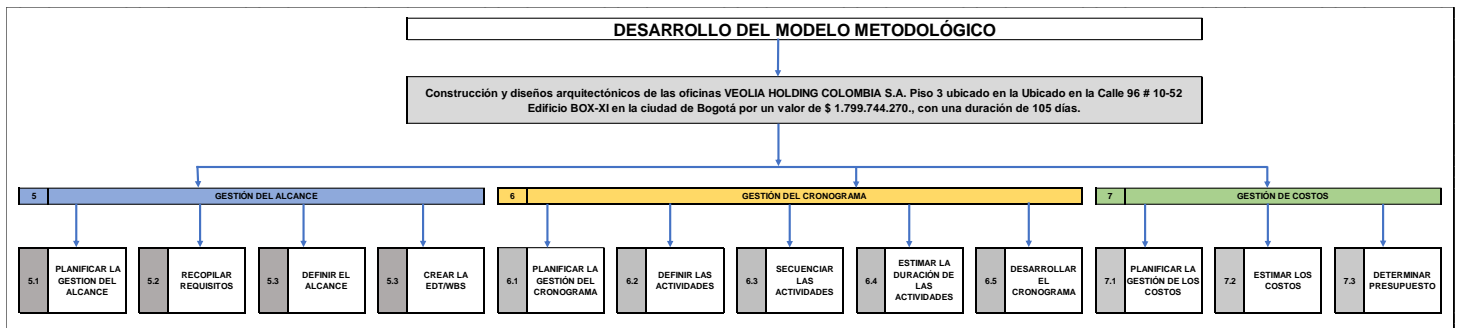 DESARROLLO DEL MODELO METODOLÓGICO
Construcción y diseños arquitectónicos de las oficinas VEOLIA HOLDING COLOMBIA S.A. Piso 3 ubicado en la Ubicado en la Calle 96 # 10-52
Edificio BOX-XI en la ciudad de Bogotá por un valor de $ 1.799.744.270., con una duración de 105 días.
5 GESTIÓN DEL ALCANCE
6 GESTIÓN DEL CRONOGRAMA
7 GESTIÓN DE COSTOS
5.1
PLANIFICAR LA
GESTION DEL
ALCANCE
5.2
RECOPILAR
REQUISITOS
5.3
DEFINIR EL
ALCANCE
5.3
CREAR LA
EDT/WBS
6.1
PLANIFICAR LA
GESTIÓN DEL
CRONOGRAMA
6.2
DEFINIR LAS
ACTIVIDADES
6.3
SECUENCIAR
LAS
ACTIVIDADES
6.4
ESTIMAR LA
DURACIÓN DE
LAS
ACTIVIDADES
6.5
DESARROLLAR
EL
CRONOGRAMA
7.1
PLANIFICAR LA
GESTIÓN DE LOS
COSTOS
7.2
ESTIMAR LOS
COSTOS
7.3
DETERMINAR
PRESUPUESTO